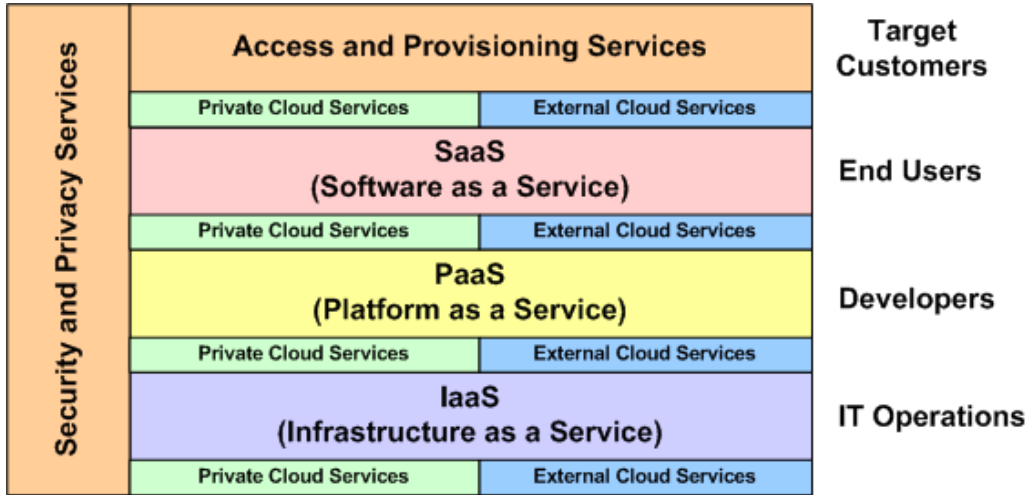 Security and Privacy Services
Access and Provisioning Services
Target
Customers
Private Cloud Services
External Cloud Services
SaaS
(Software as a Service)
End Users
Private Cloud Services
External Cloud Services
PaaS
(Platform as a Service)
Developers
Private Cloud Services
External Cloud Services
IaaS
(Infrastructure as a Service)
IT Operations
Private Cloud Services
External Cloud Services